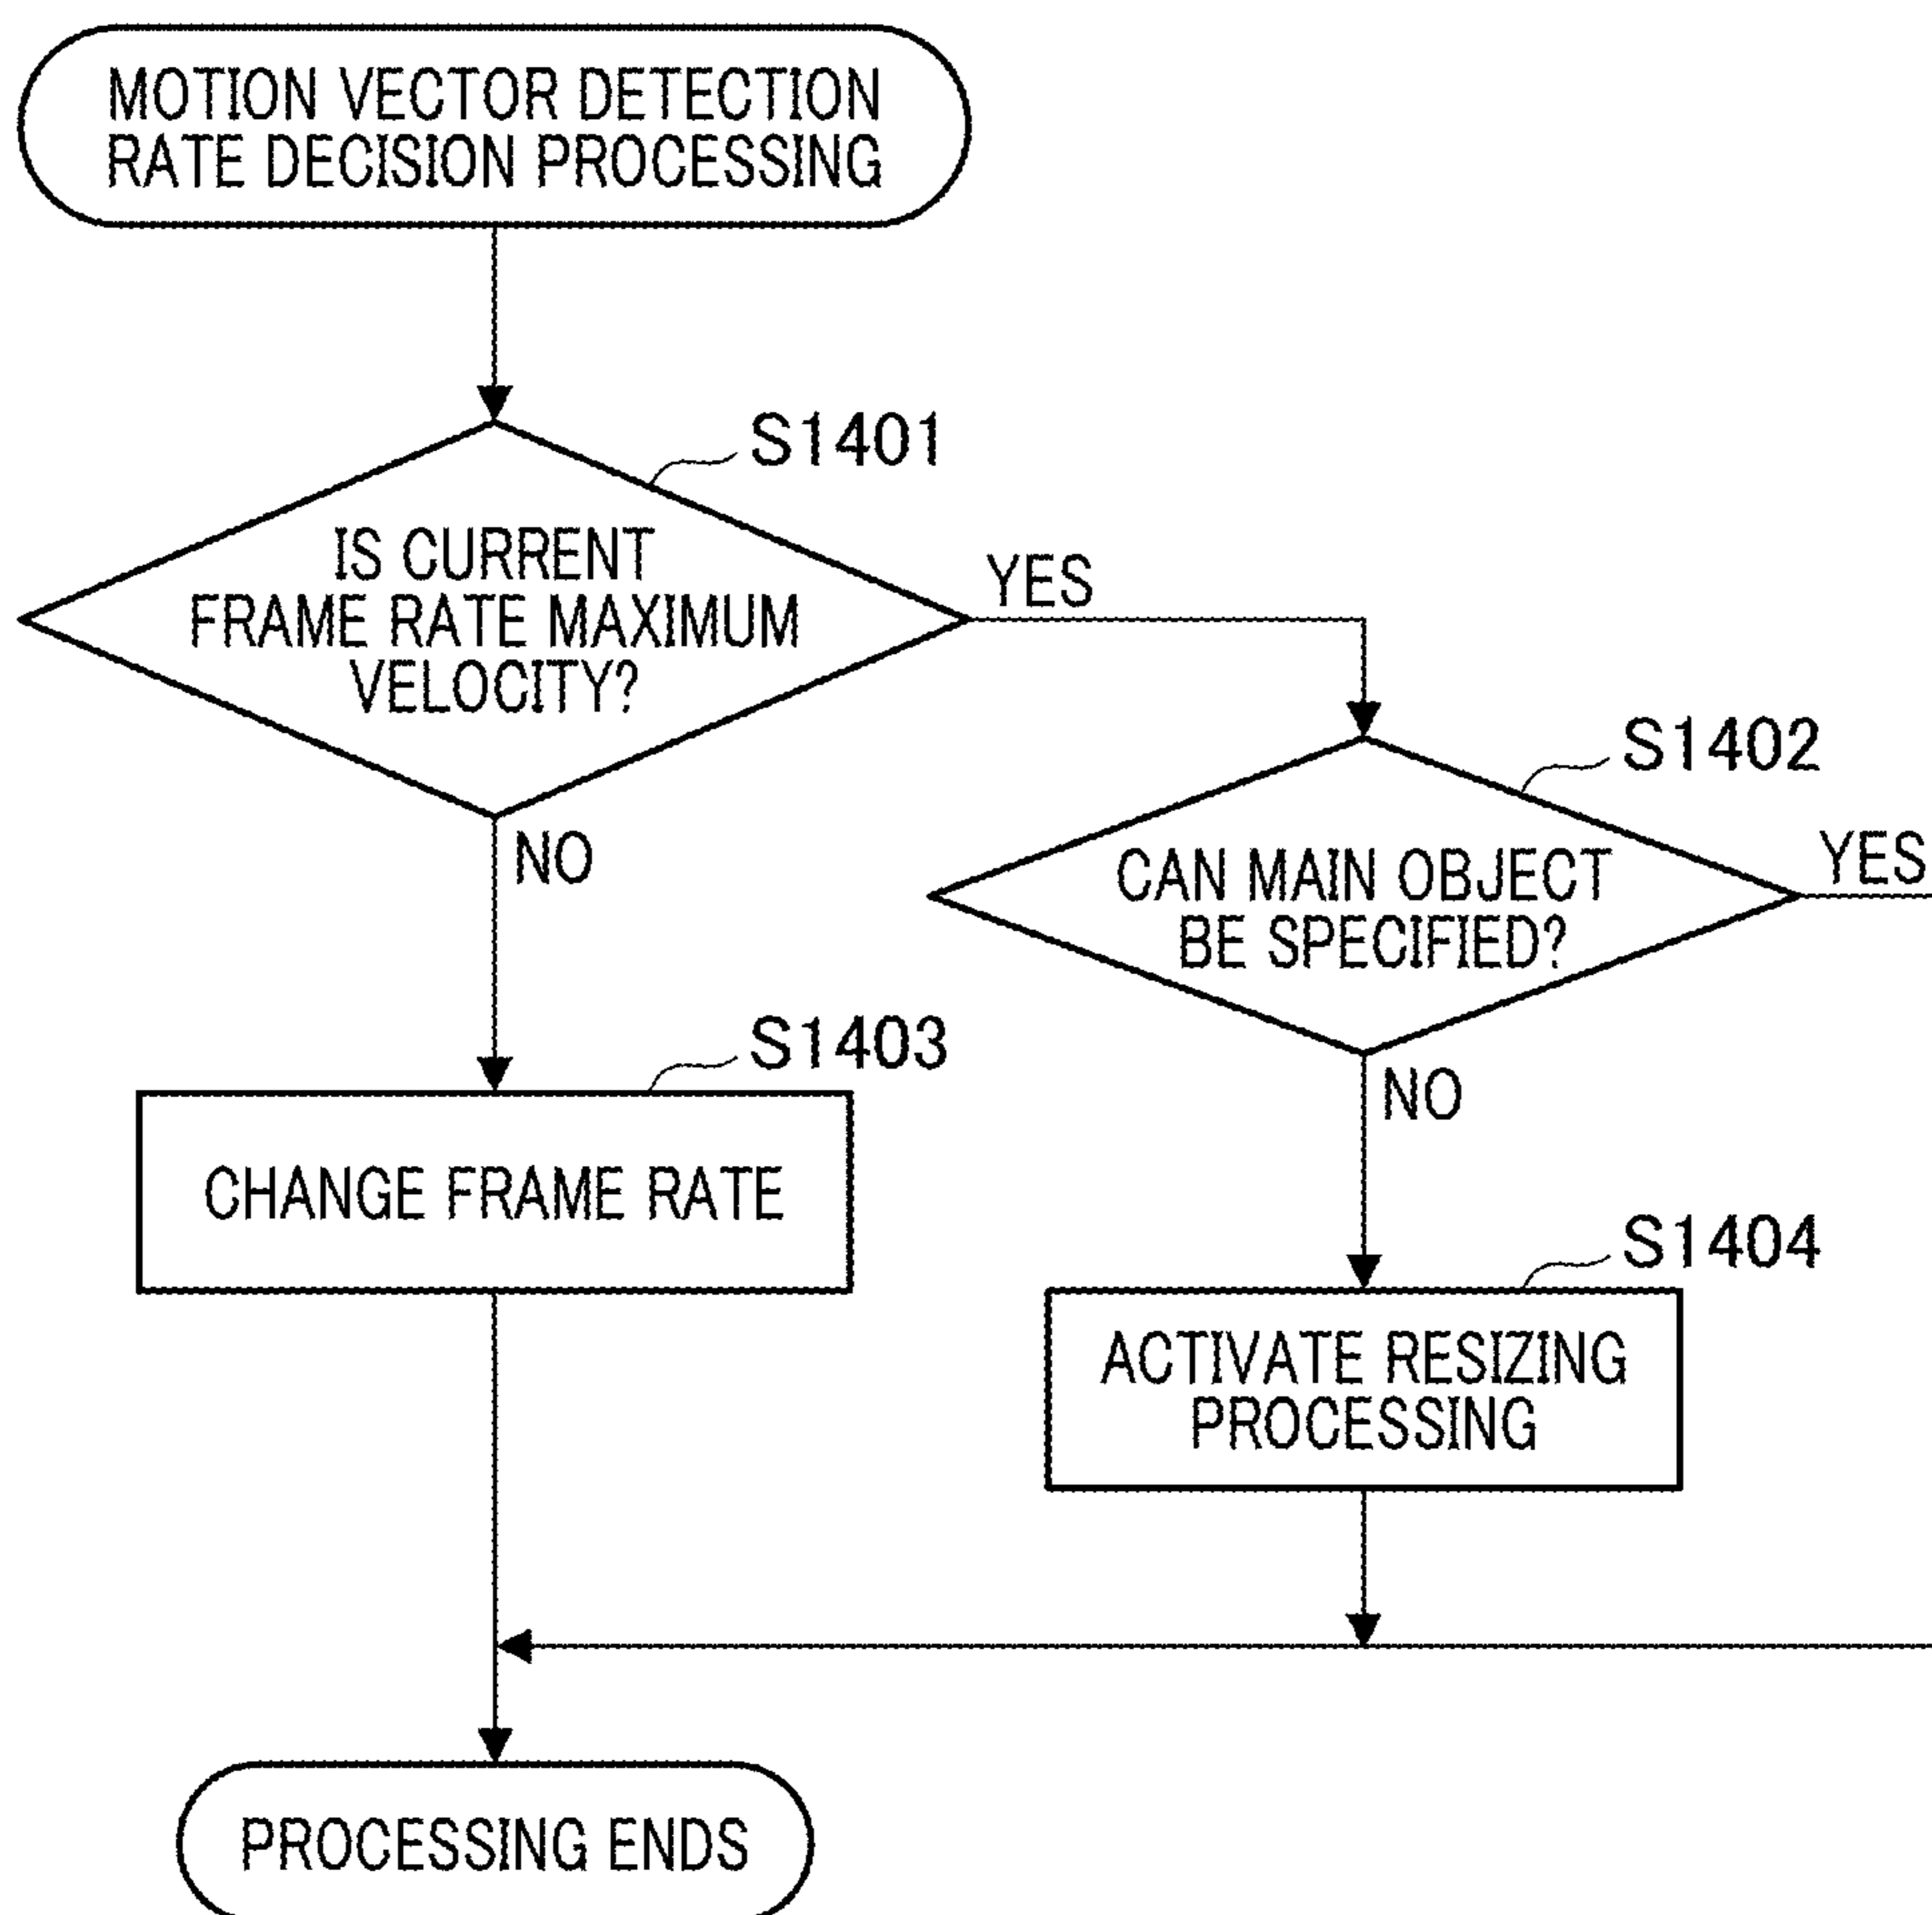 MOTION VECTOR DETECTION
RATE DECISION PROCESSING
S1401
IS CURRENT
FRAME RATE MAXIMUM
VELOCITY?
YES
NO
S1402
CAN MAIN OBJECT
BE SPECIFIED?
YES
NO
S1403
CHANGE FRAME RATE
S1404
ACTIVATE RESIZING
PROCESSING
PROCESSING ENDS